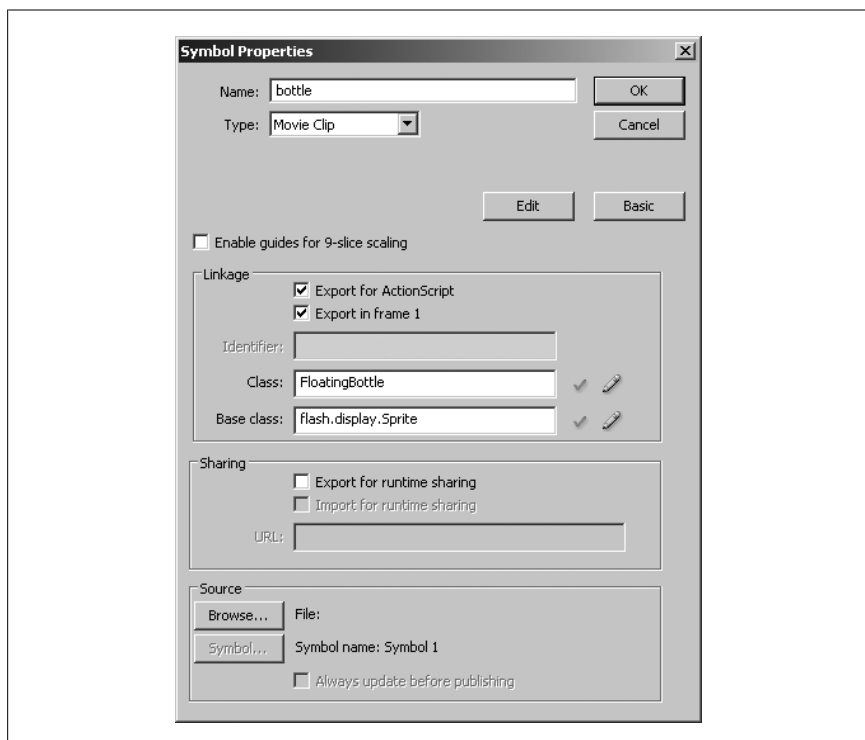 Symbol Properties
Name: bottle
OK
Type: Movie Clip
Cancel
Edit
Basic
Enable guides for 9-slice scaling
Linkage
Export for ActionScript
Export in frame 1
Identifier:
Class: FloatingBottle
Base class: flash.display.Sprite
Sharing
Export for runtime sharing
Import for runtime sharing
URL:
Source
Browse... File:
Symbol... Symbol name: Symbol 1
Always update before publishing